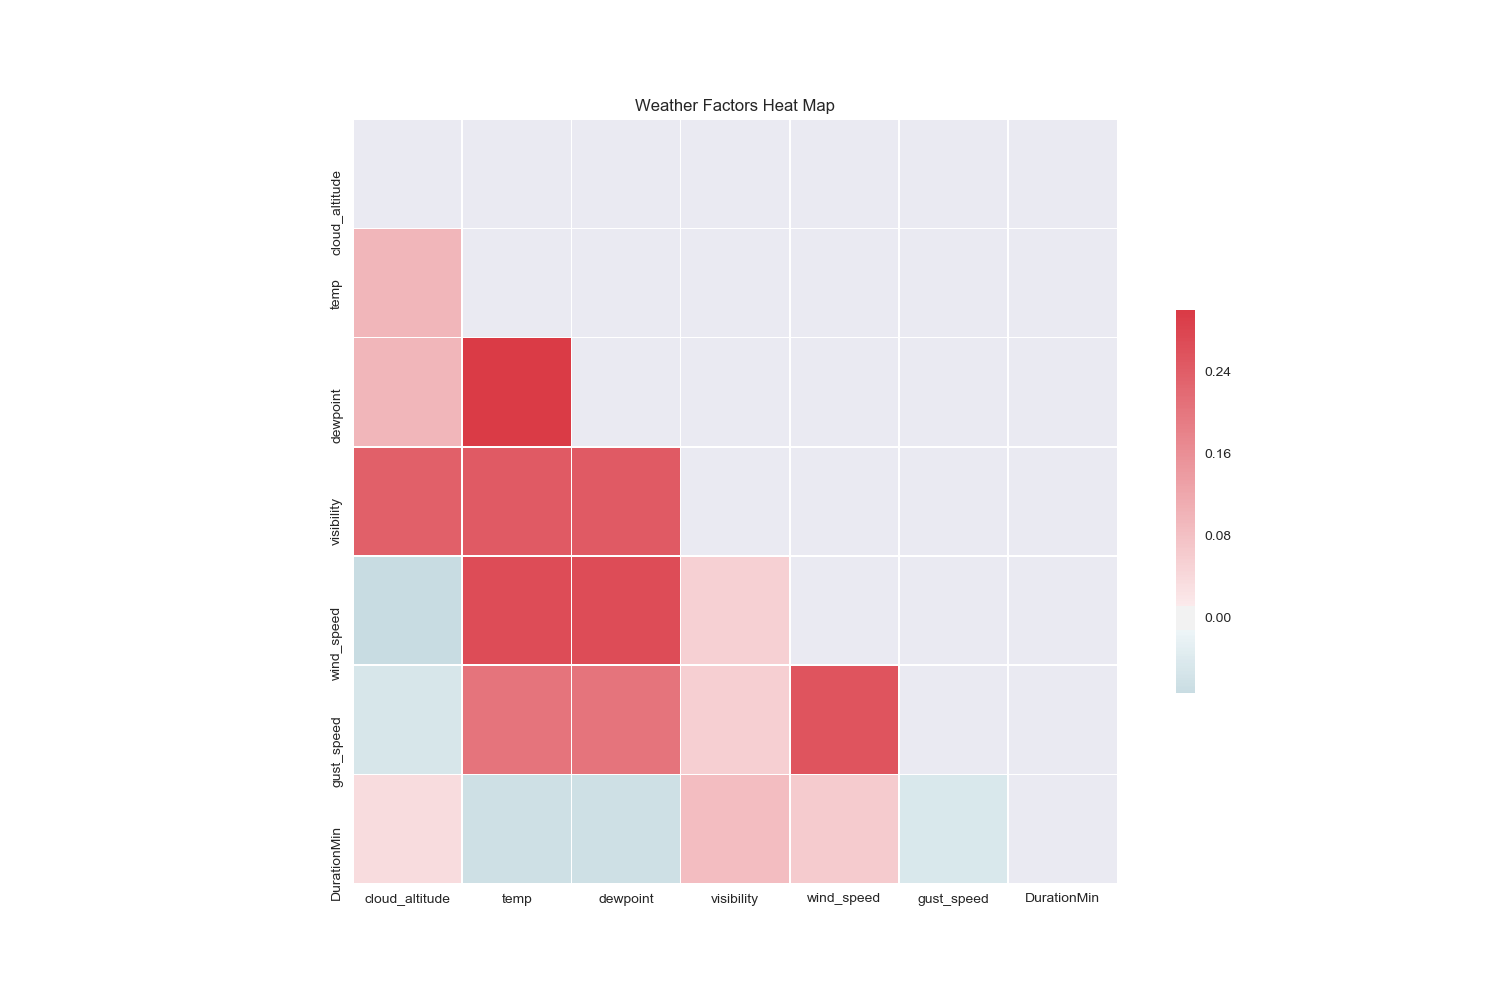 Weather Factors Heat Map
cloud_altitude
temp
dewpoint
visibility
wind_speed
gust_speed
DurationMin
cloud_altitude temp dewpoint visibility wind_speed gust_speed DurationMin
0.24
0.16
0.08
0.00